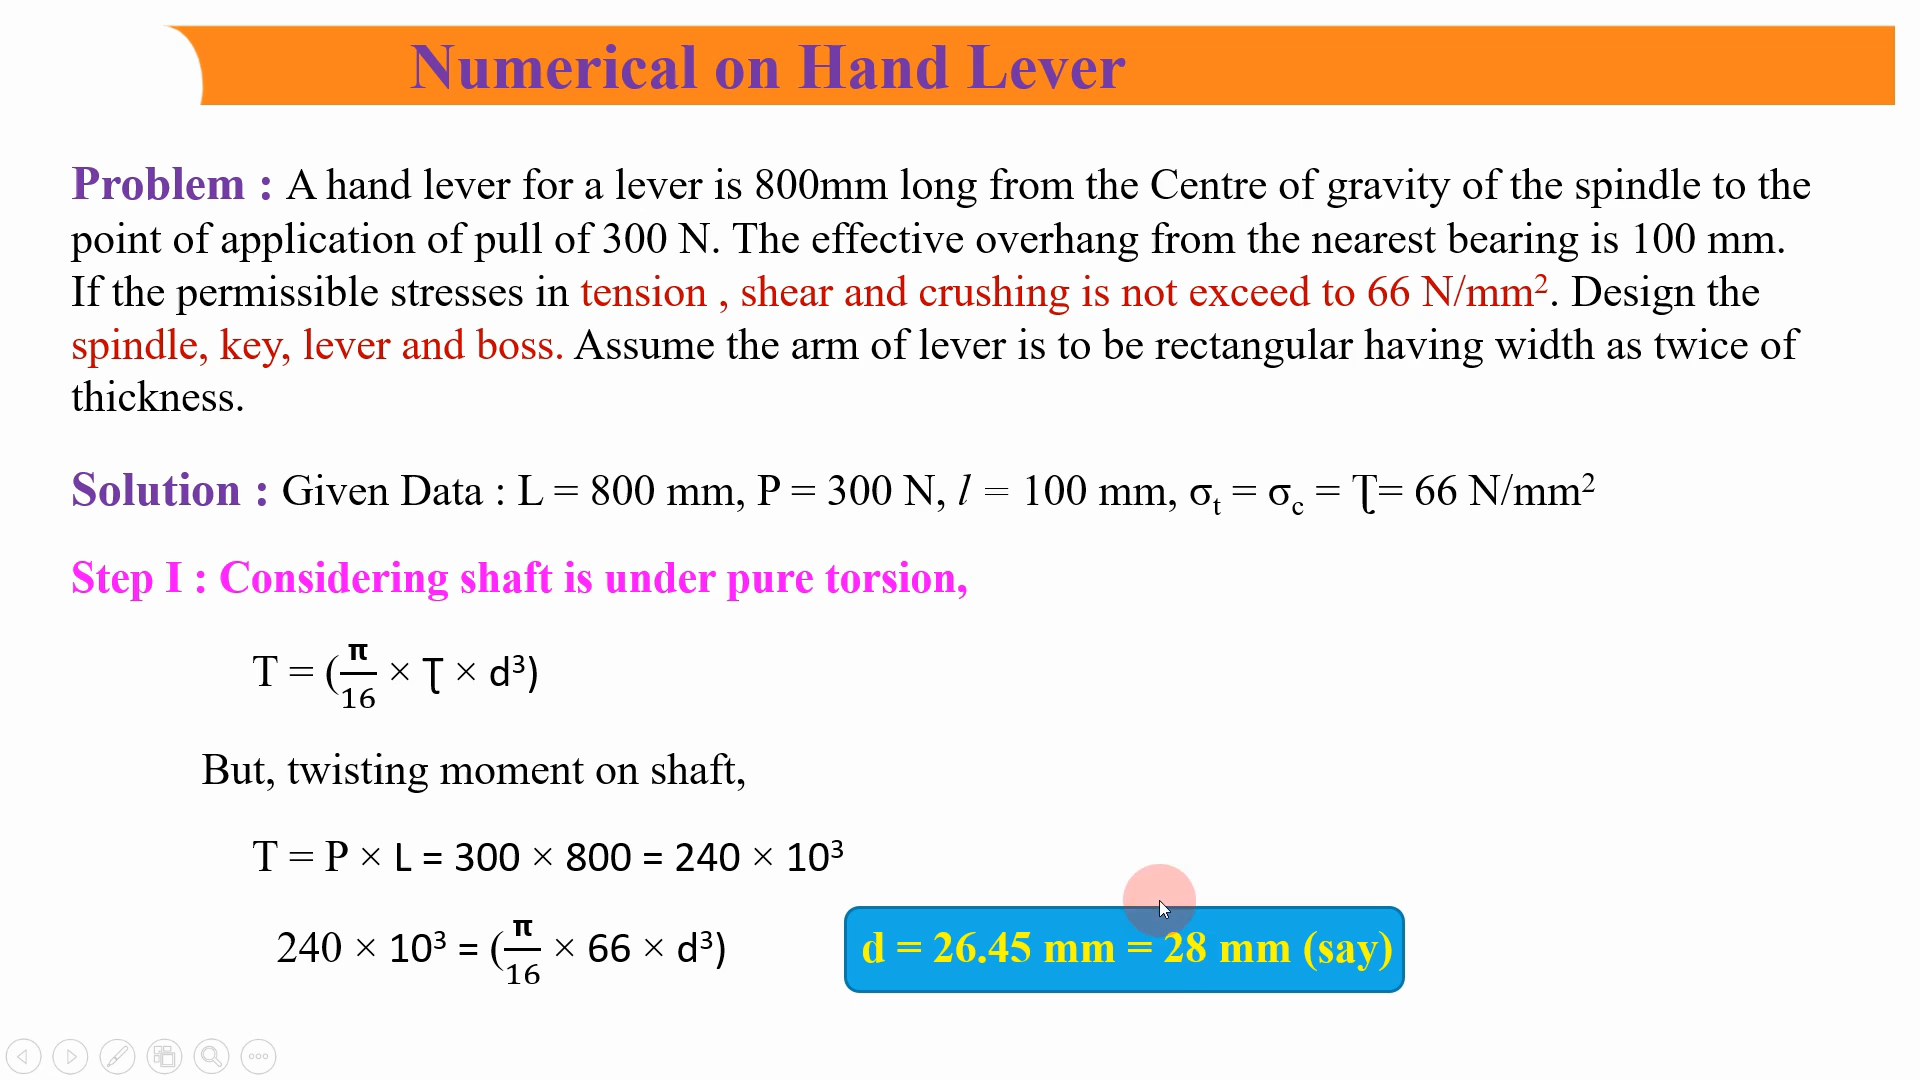 Numerical on Hand Lever
Problem : A hand lever for a lever is 800mm long from the Centre of gravity of the spindle to the
point of application of pull of 300 N. The effective overhang from the nearest bearing is 100 mm.
If the permissible stresses in tension , shear and crushing is not exceed to 66 N/mm². Design the
spindle, key, lever and boss. Assume the arm of lever is to be rectangular having width as twice of
thickness.
Solution : Given Data : L = 800 mm, P = 300 N, l = 100 mm, σt = σc = Ʈ= 66 N/mm²
Step I : Considering shaft is under pure torsion,
T = (π/16 × Ʈ × d³)
But, twisting moment on shaft,
T = P × L = 300 × 800 = 240 × 10³
240 × 10³ = (π/16 × 66 × d³)
d = 26.45 mm = 28 mm (say)